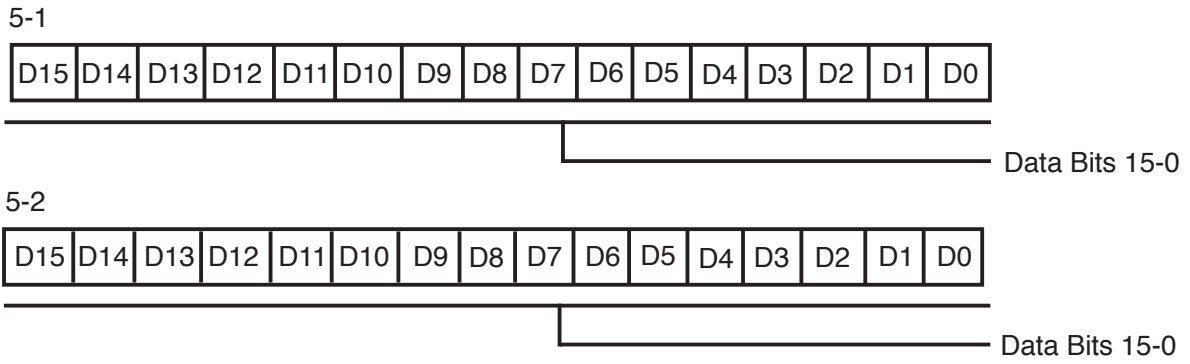 5-1
D15 D14 D13 D12 D11 D10 D9 D8 D7 D6 D5 D4 D3 D2 D1 D0
Data Bits 15-0
5-2
D15 D14 D13 D12 D11 D10 D9 D8 D7 D6 D5 D4 D3 D2 D1 D0
Data Bits 15-0